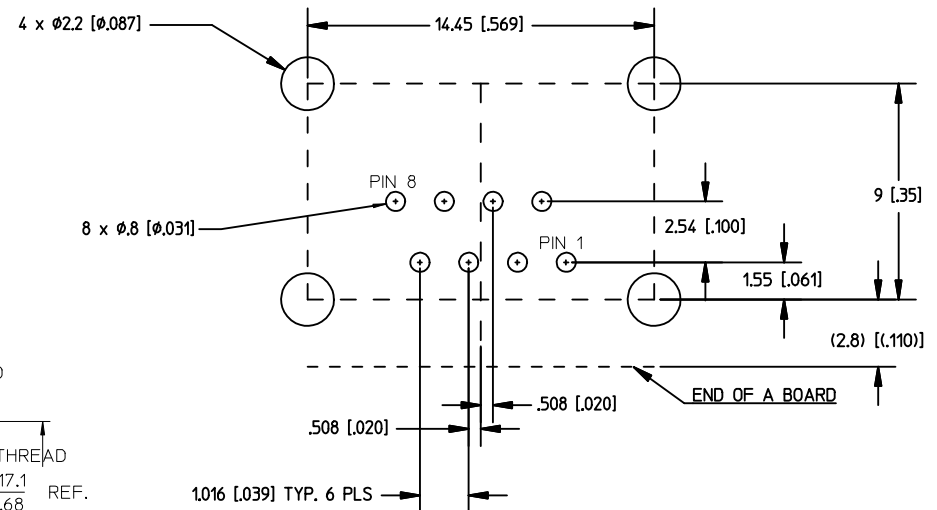 4 x Ø2.2 [Ø.087]
14.45 [.569]
PIN 8
9 [.35]
8 x Ø.8 [Ø.031]
2.54 [.100]
PIN 1
1.55 [.061]
(2.8) [(.110)]
END OF A BOARD
.508 [.020]
.508 [.020]
THREAD
17.1
.68
REF.
1.016 [.039] TYP. 6 PLS